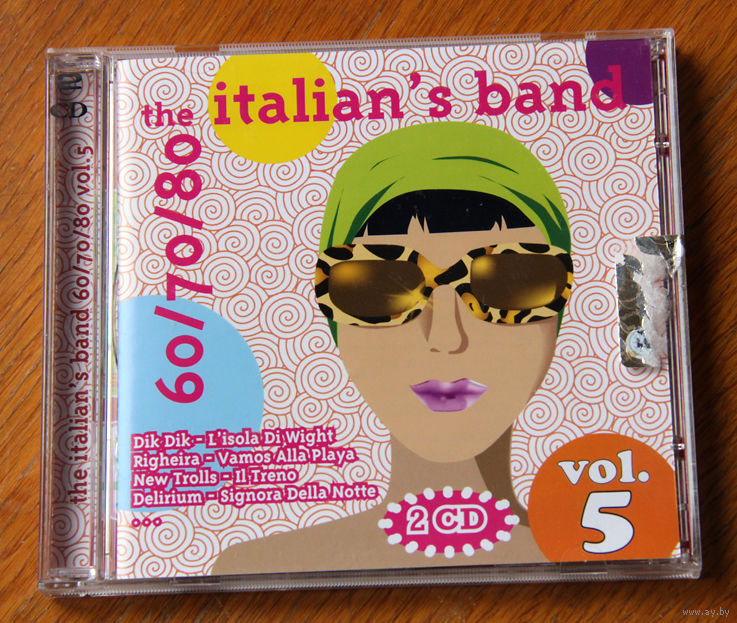 the italian's band
60/70/80
Dik Dik - L'isola Di Wight
Righeira - Vamos Alla Playa
New Trolls - Il Treno
Delirium - Signora Della Notte
...
2 CD
vol.
5
2
CD
the italian's band 60/70/80 vol.5
www.ay.by